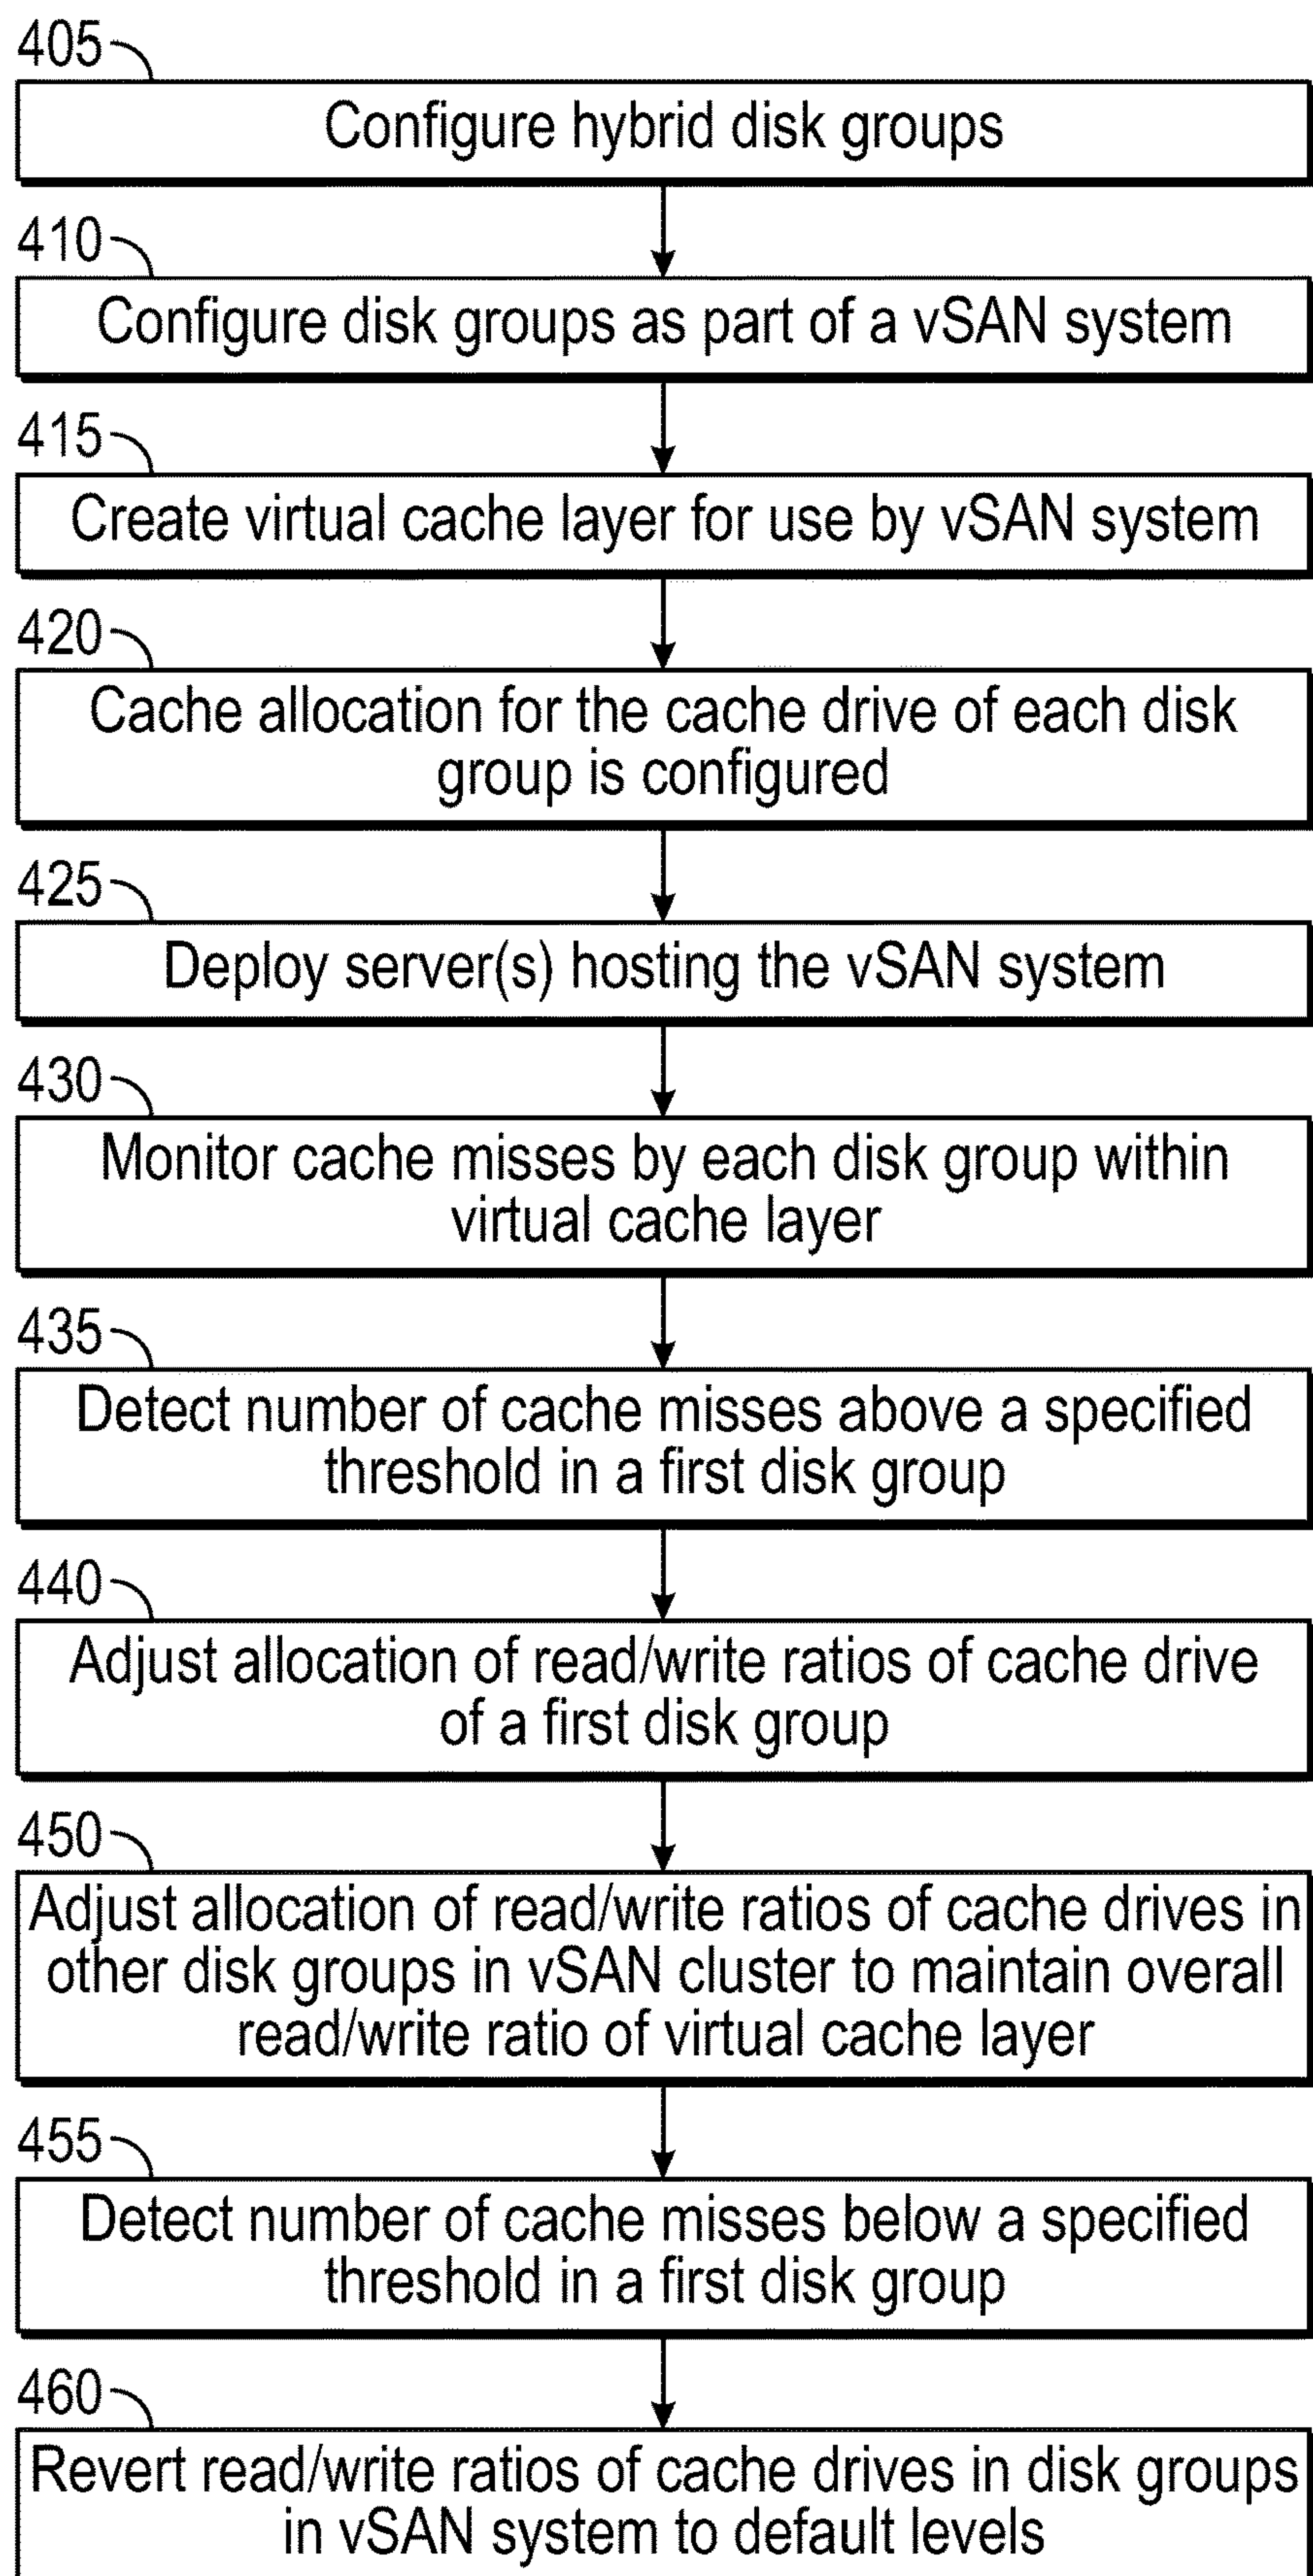 405
Configure hybrid disk groups
410
Configure disk groups as part of a vSAN system
415
Create virtual cache layer for use by vSAN system
420
Cache allocation for the cache drive of each disk
group is configured
425
Deploy server(s) hosting the vSAN system
430
Monitor cache misses by each disk group within
virtual cache layer
435
Detect number of cache misses above a specified
threshold in a first disk group
440
Adjust allocation of read/write ratios of cache drive
of a first disk group
450
Adjust allocation of read/write ratios of cache drives in
other disk groups in vSAN cluster to maintain overall
read/write ratio of virtual cache layer
455
Detect number of cache misses below a specified
threshold in a first disk group
460
Revert read/write ratios of cache drives in disk groups
in vSAN system to default levels